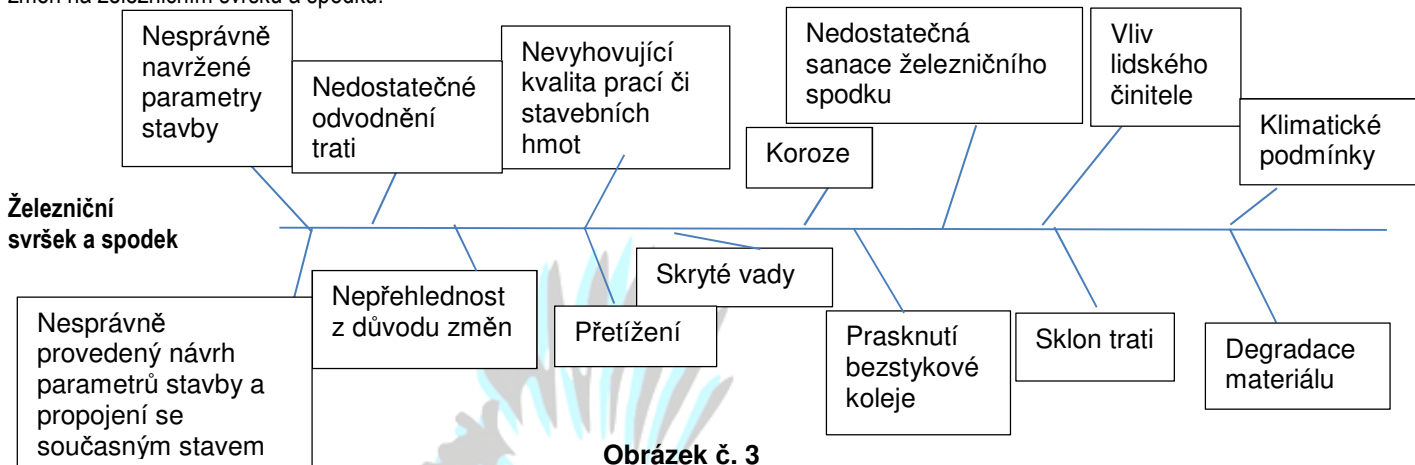 změn na železničním svršku a spodku.
Nesprávně
navržené
parametry
stavby
Nedostatečné
odvodnění
trati
Nevyhovující
kvalita prací či
stavebních
hmot
Koroze
Nedostatečná
sanace železničního
spodku
Vliv
lidského
činitele
Klimatické
podmínky
Železniční
svršek a spodek
Nesprávně
provedený návrh
parametrů stavby a
propojení se
současným stavem
Nepřehlednost
z důvodu změn
Přetížení
Skryté vady
Prasknutí
bezstykové
koleje
Sklon trati
Degradace
materiálu
Obrázek č. 3